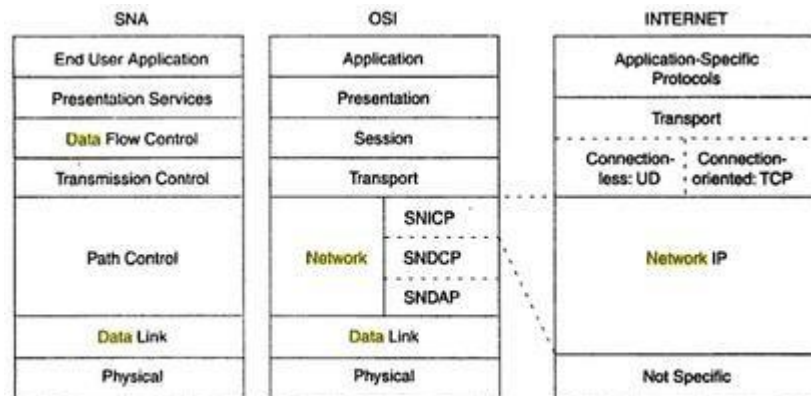 SNA
End User Application
Presentation Services
Data Flow Control
Transmission Control
Path Control
Data Link
Physical
OSI
Application
Presentation
Session
Transport
Network
SNICP
SNDCP
SNDAP
Data Link
Physical
INTERNET
Application-Specific
Protocols
Transport
Connection-
less: UD
Connection-
oriented: TCP
Network IP
Not Specific